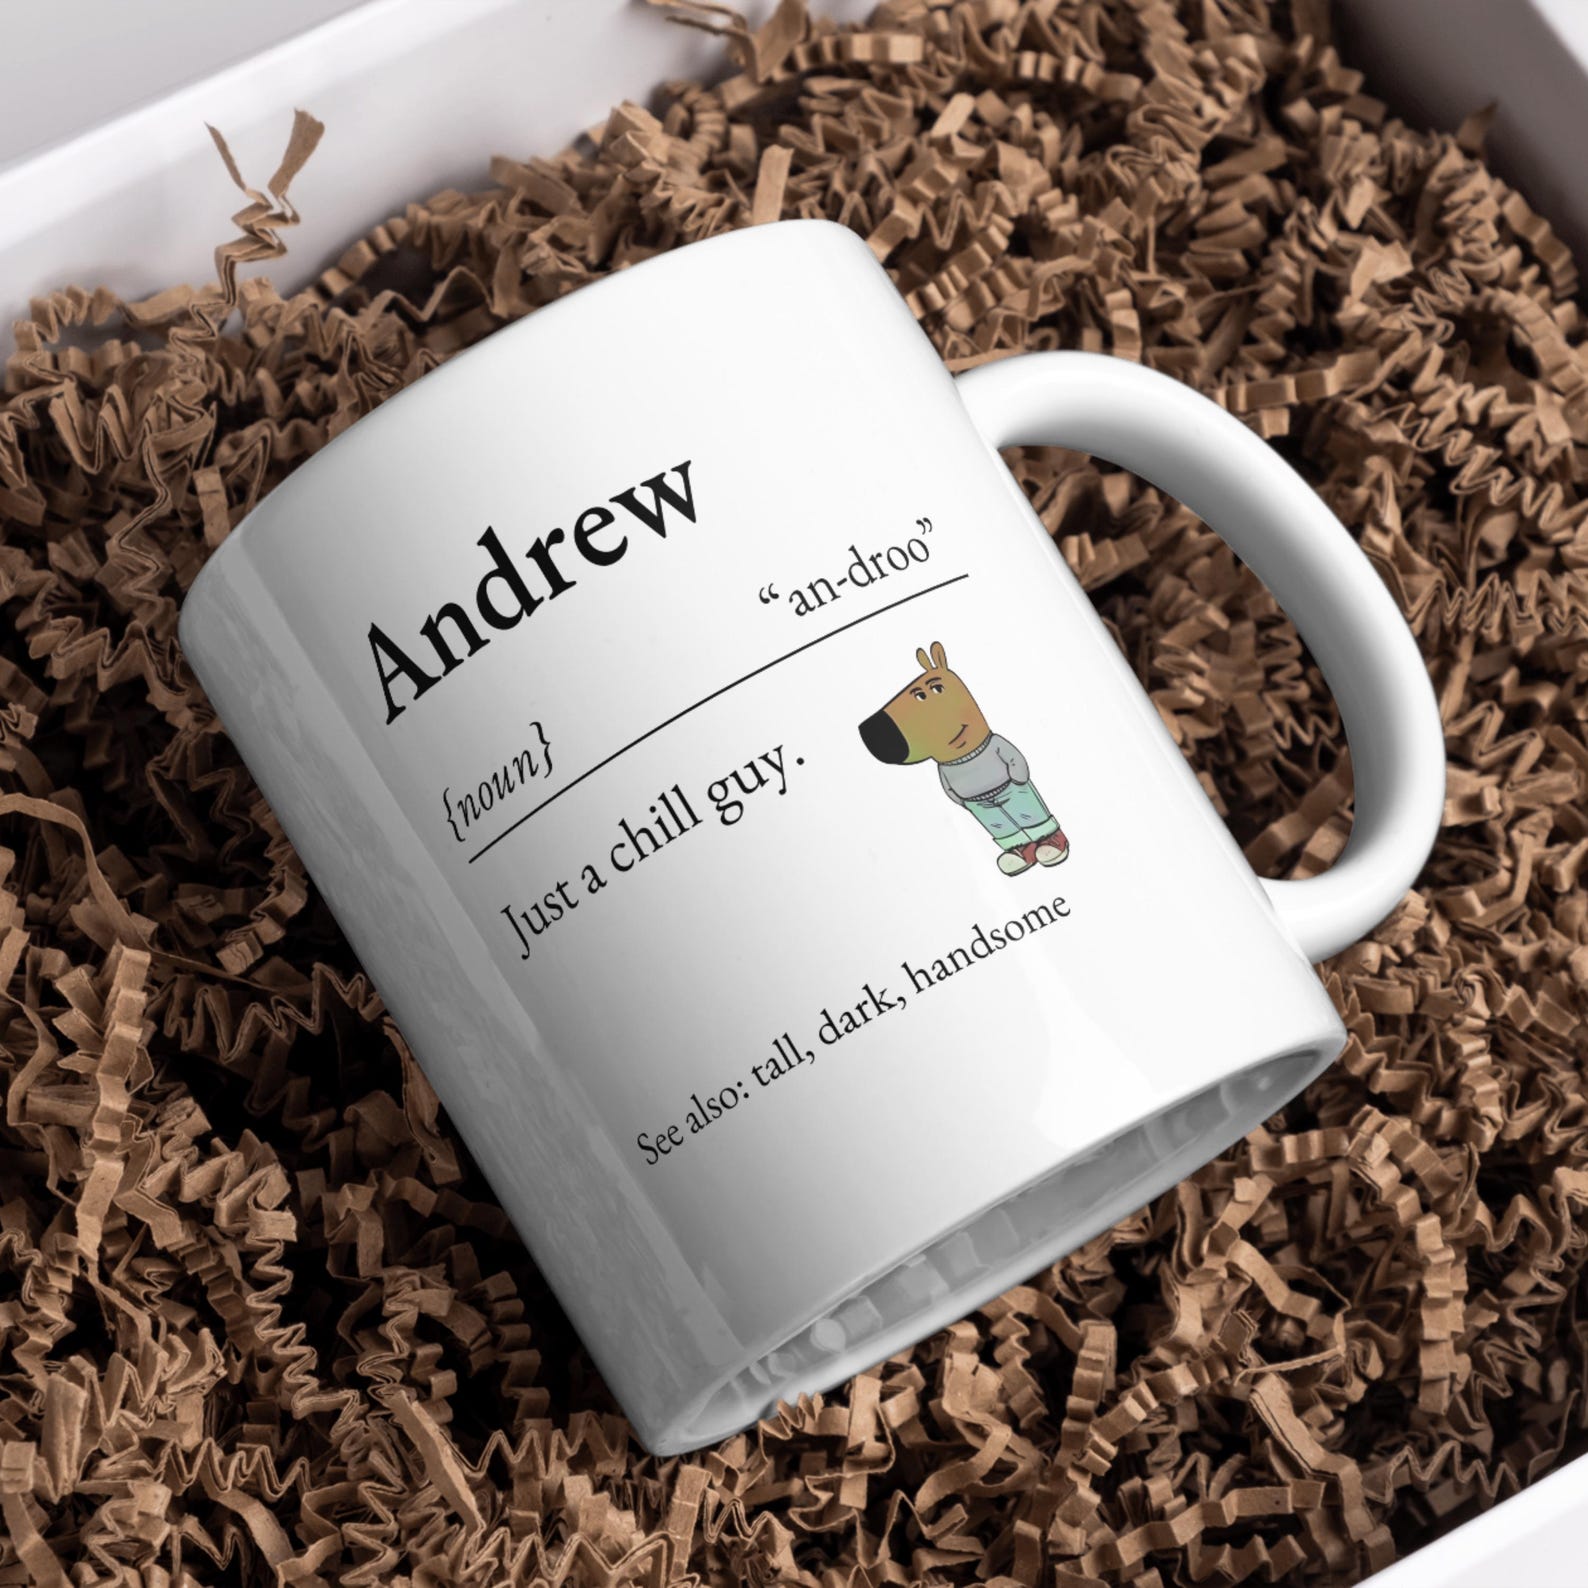 Andrew
{noun} “an-droo”
Just a chill guy.
See also: tall, dark, handsome